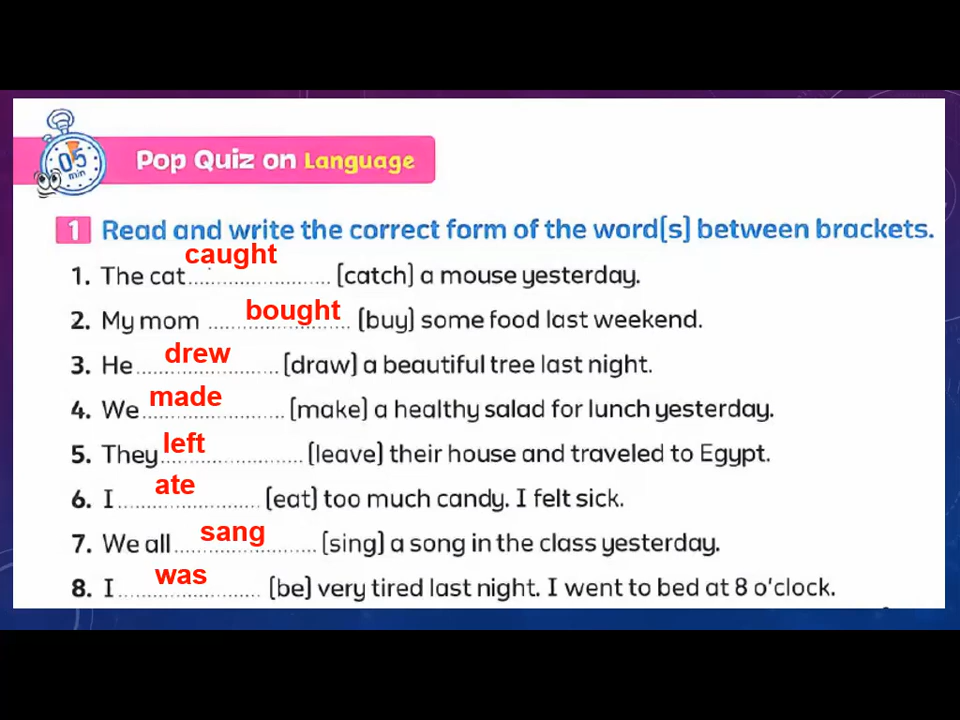 05
min
Pop Quiz on Language
1 Read and write the correct form of the word(s) between brackets.
1. The cat caught (catch) a mouse yesterday.
2. My mom bought (buy) some food last weekend.
3. He drew (draw) a beautiful tree last night.
4. We made (make) a healthy salad for lunch yesterday.
5. They left (leave) their house and traveled to Egypt.
6. I ate (eat) too much candy. I felt sick.
7. We all sang (sing) a song in the class yesterday.
8. I was (be) very tired last night. I went to bed at 8 o'clock.